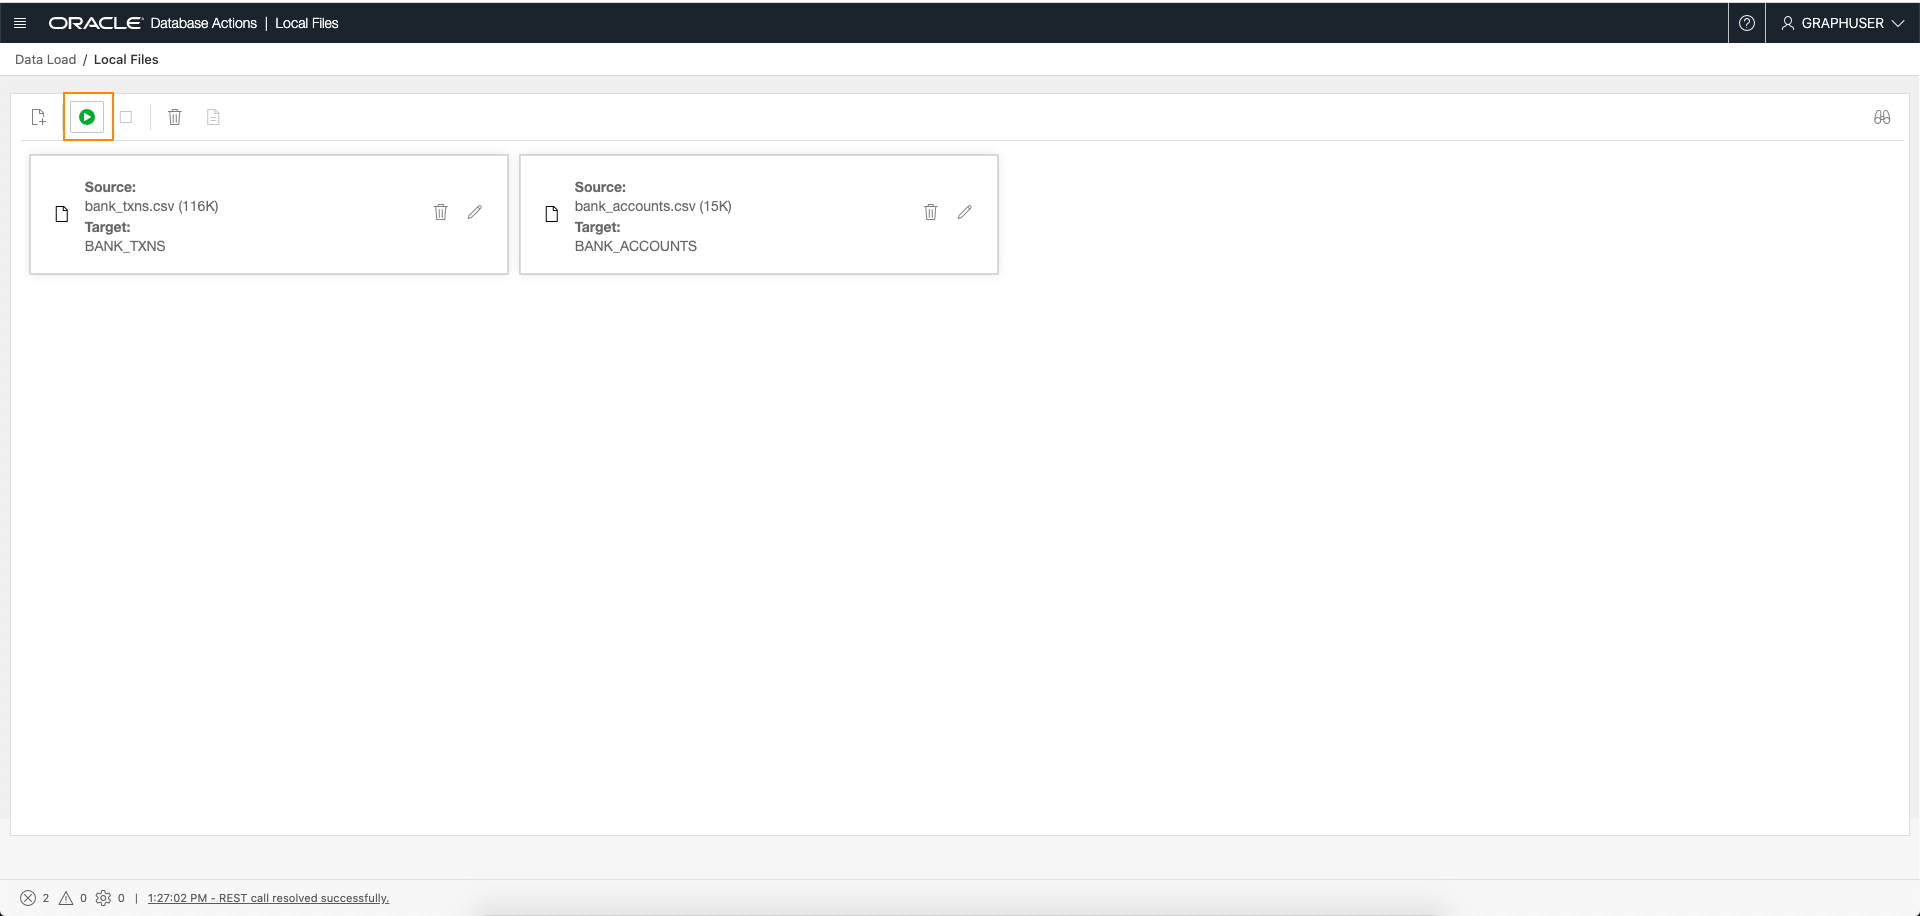 ORACLE Database Actions | Local Files
GRAPHUSER
Data Load / Local Files
Source:
bank_txns.csv (116K)
Target:
BANK_TXNS
Source:
bank_accounts.csv (15K)
Target:
BANK_ACCOUNTS
2 0 0 | 1:27:02 PM - REST call resolved successfully.